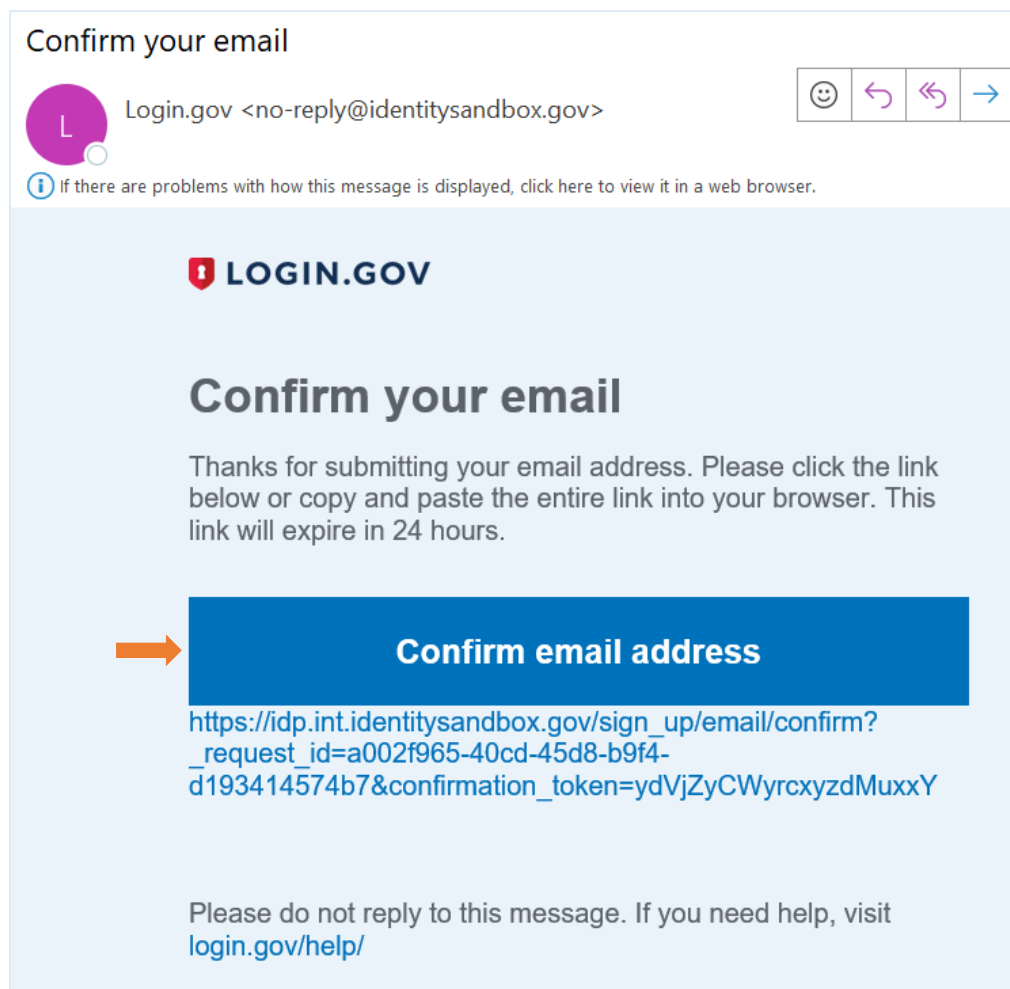 Confirm your email
L
Login.gov <no-reply@identitysandbox.gov>
If there are problems with how this message is displayed, click here to view it in a web browser.
LOGIN.GOV
Confirm your email
Thanks for submitting your email address. Please click the link
below or copy and paste the entire link into your browser. This
link will expire in 24 hours.
Confirm email address
https://idp.int.identitysandbox.gov/sign_up/email/confirm?
_request_id=a002f965-40cd-45d8-b9f4-
d193414574b7&confirmation_token=ydVjZyCWyrcxyzdMuxxY
Please do not reply to this message. If you need help, visit
login.gov/help/